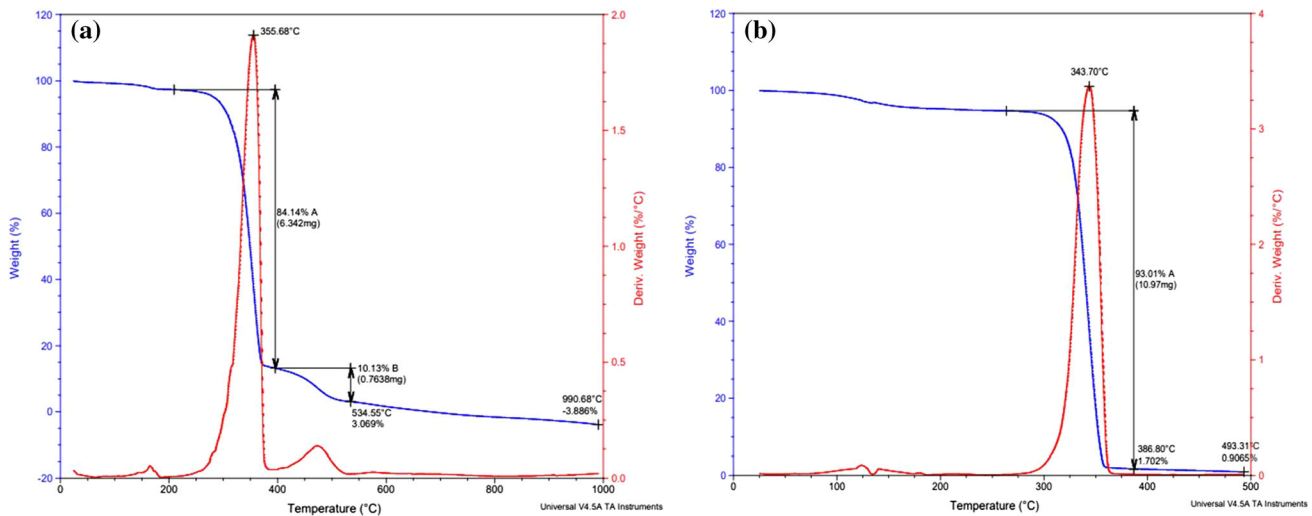 (a)
120
100
80
60
40
20
0
-20
Weight (%)
355.68°C
84.14% A
(6.342mg)
10.13% B
(0.7638mg)
534.55°C
3.069%
990.68°C
-3.886%
2.0
1.5
1.0
0.5
0.0
Deriv. Weight (%/°C)
0
200
400
600
800
1000
Temperature (°C)
Universal V4.5A TA Instruments
(b)
120
100
80
60
40
20
0
Weight (%)
343.70°C
93.01% A
(10.97mg)
386.80°C
1.702%
493.31°C
0.9065%
4
3
2
1
0
Deriv. Weight (%/°C)
0
100
200
300
400
500
Temperature (°C)
Universal V4.5A TA Instruments